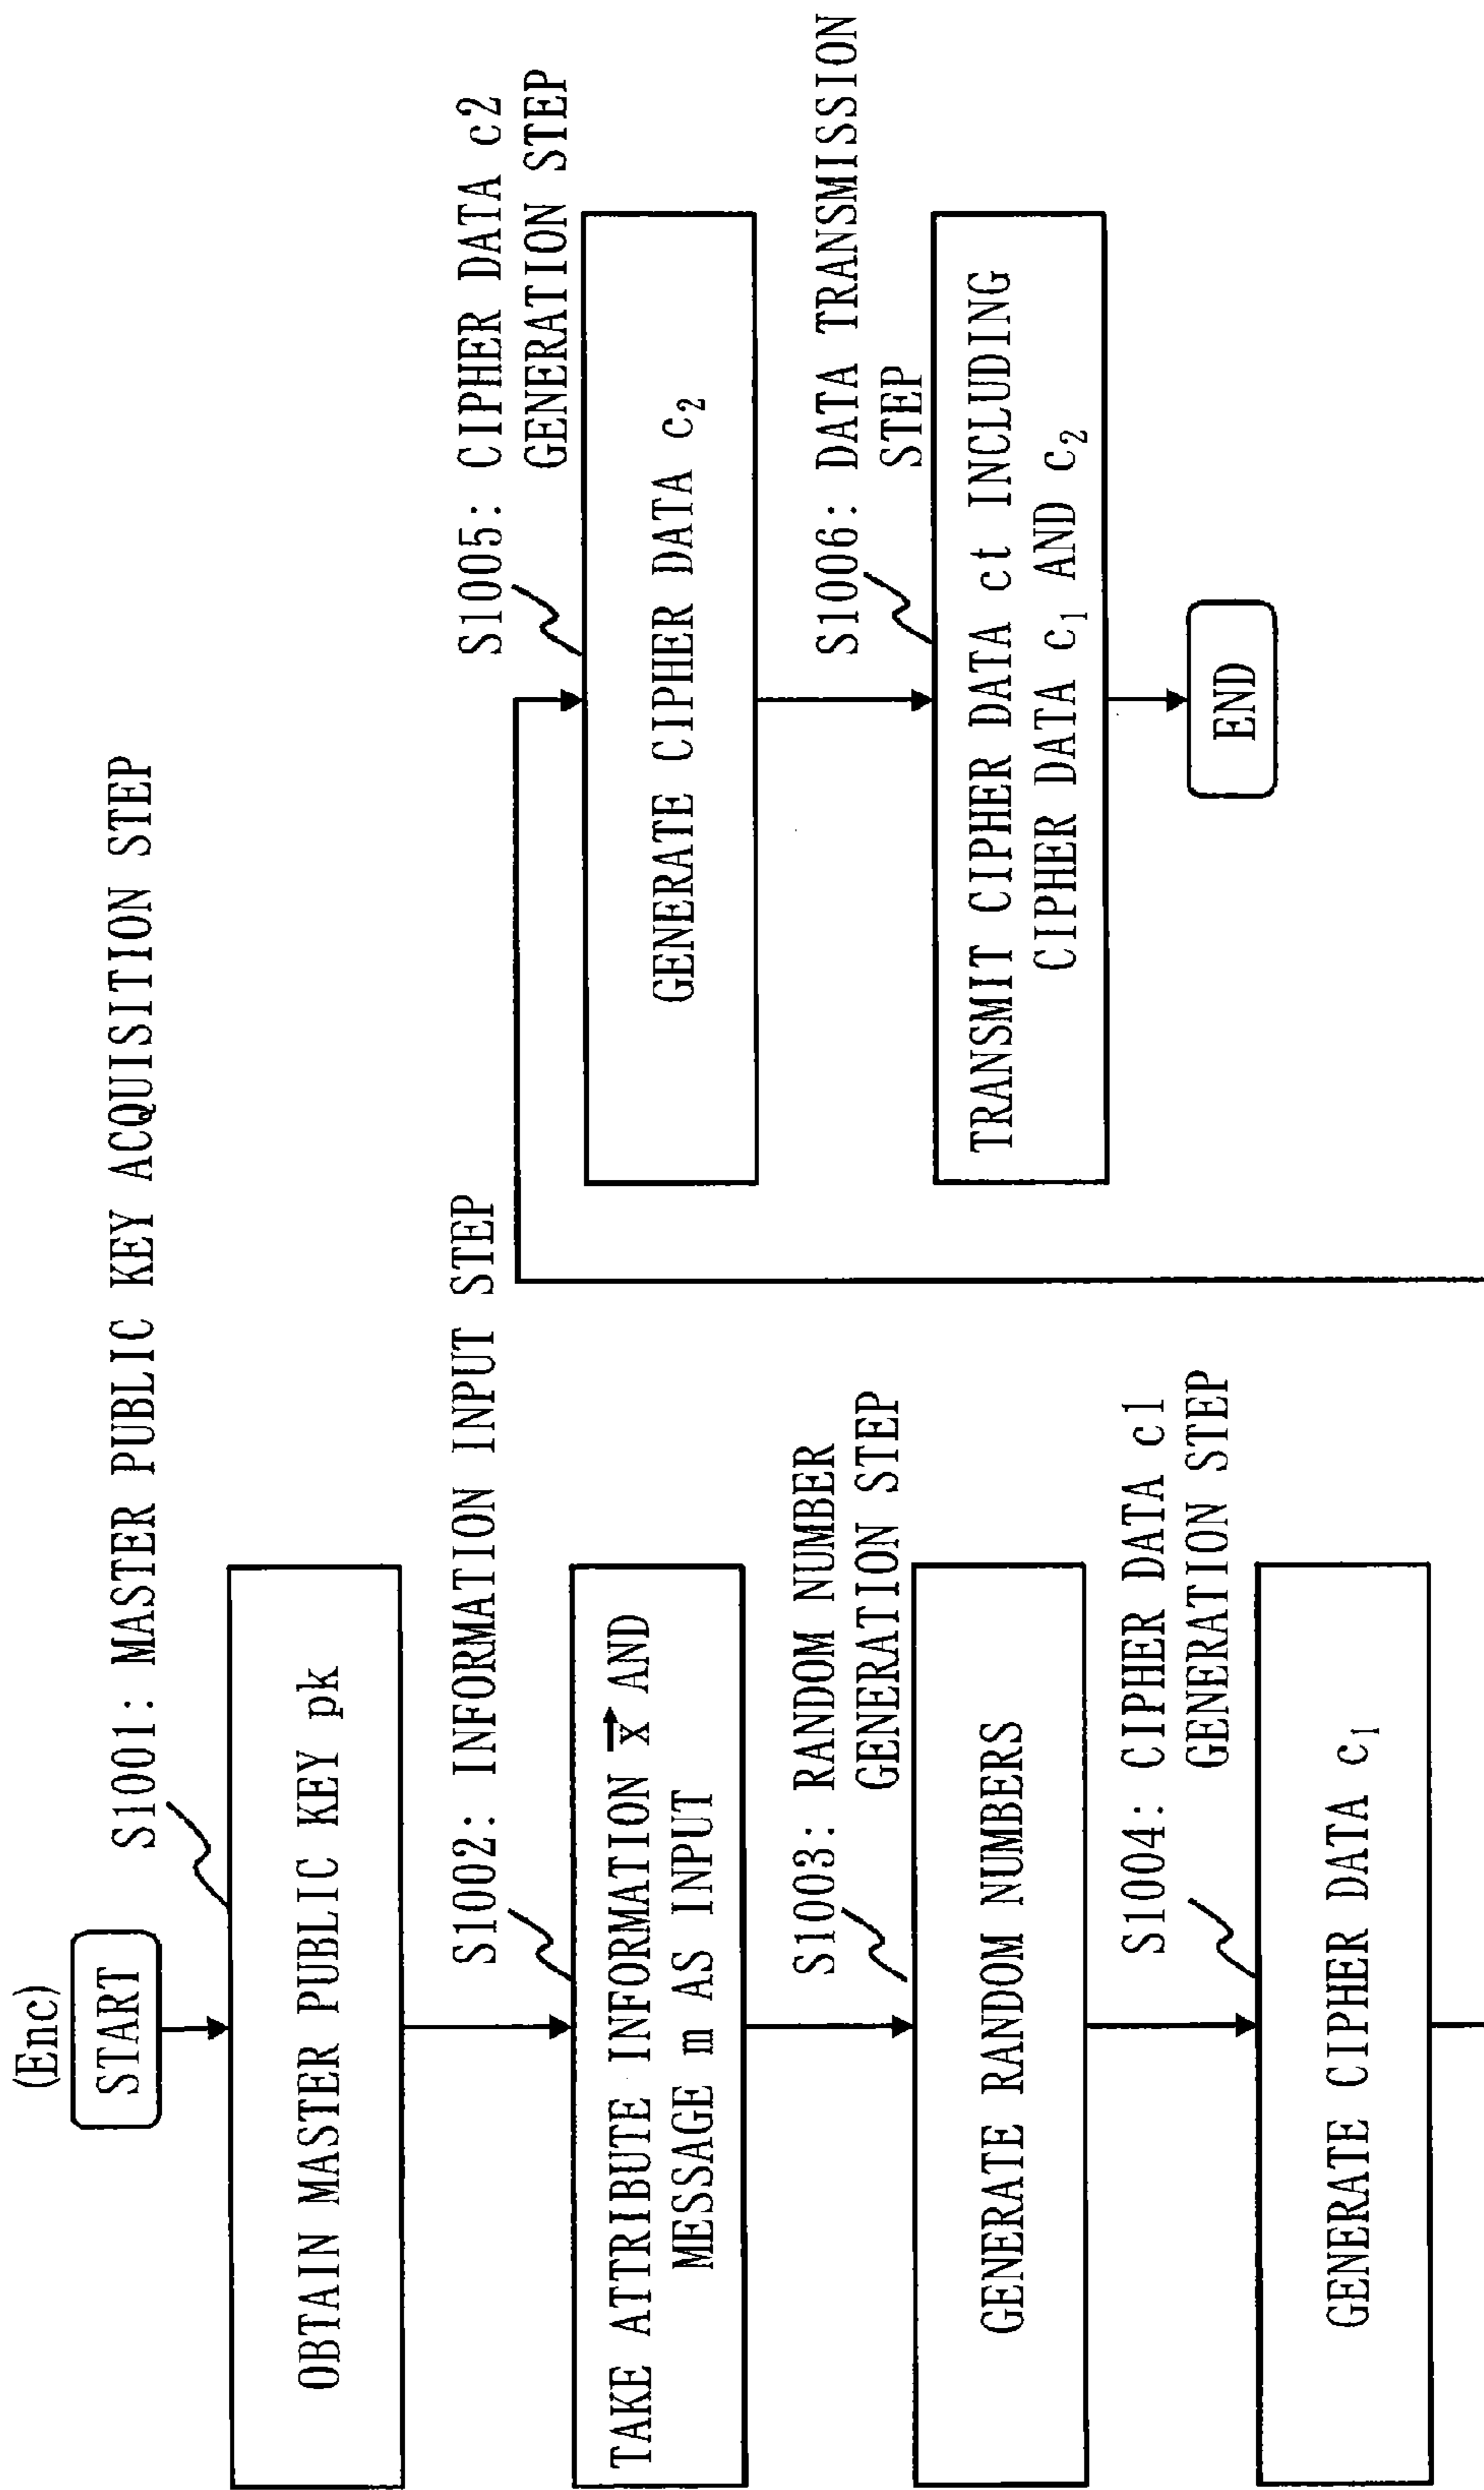 (Enc)
START
S1001: MASTER PUBLIC KEY ACQUISITION STEP
OBTAIN MASTER PUBLIC KEY pk
S1002: INFORMATION INPUT STEP
TAKE ATTRIBUTE INFORMATION x⃗ AND
MESSAGE m AS INPUT
S1003: RANDOM NUMBER
GENERATION STEP
GENERATE RANDOM NUMBERS
S1004: CIPHER DATA c1
GENERATION STEP
GENERATE CIPHER DATA c₁
S1005: CIPHER DATA c2
GENERATION STEP
GENERATE CIPHER DATA c₂
S1006: DATA TRANSMISSION
STEP
TRANSMIT CIPHER DATA ct INCLUDING
CIPHER DATA c₁ AND c₂
END